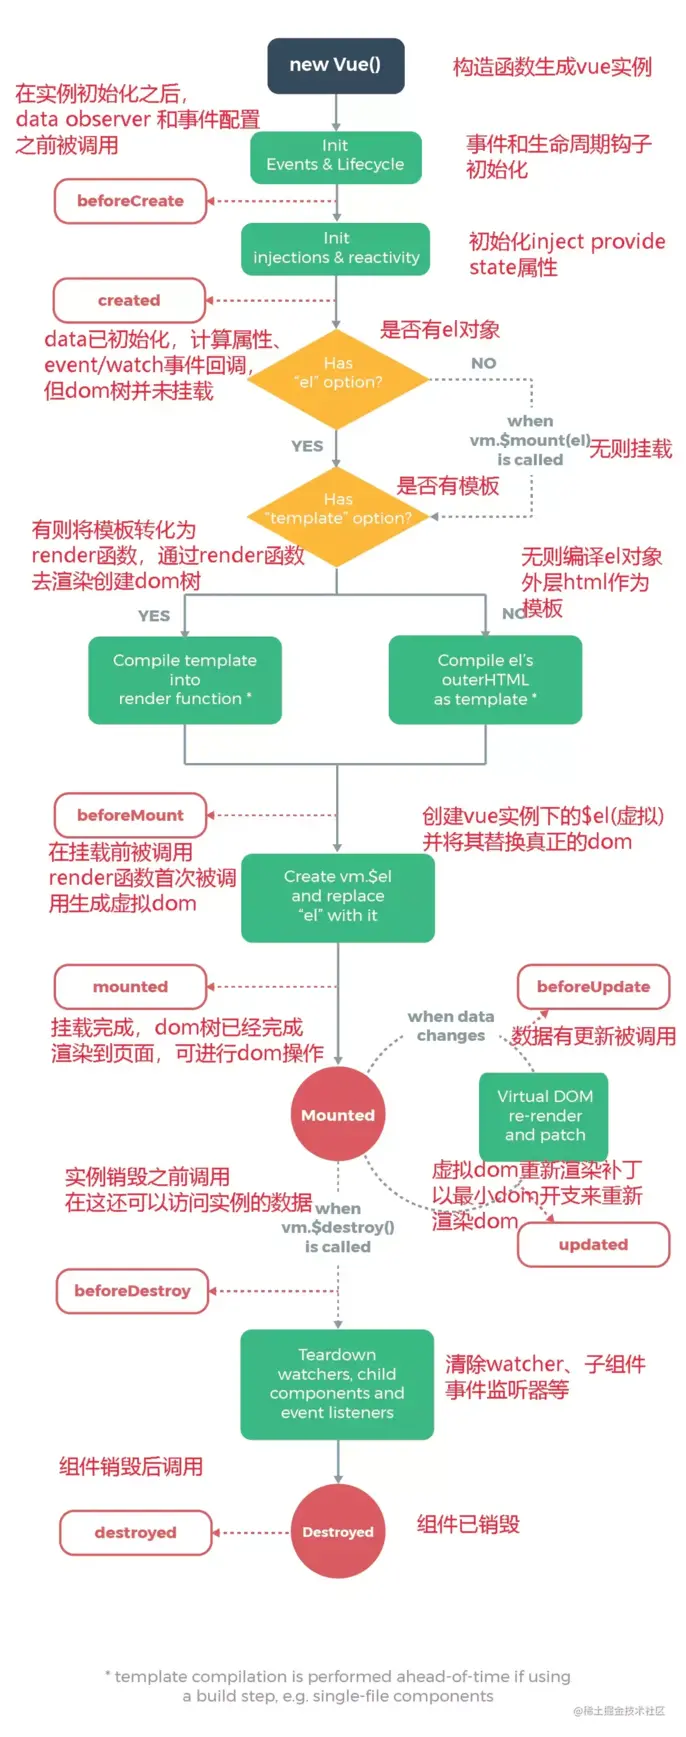 new Vue()
构造函数生成vue实例
在实例初始化之后，
data observer 和事件配置
之前被调用
Init
Events & Lifecycle
事件和生命周期钩子
初始化
beforeCreate
Init
injections & reactivity
初始化inject provide
state属性
created
data已初始化，计算属性、
event/watch事件回调，
但dom树并未挂载
是否有el对象
Has
“el” option?
NO
when
vm.$mount(el)
is called
无则挂载
YES
是否有模板
Has
“template” option?
有则将模板转化为
render函数，通过render函数
去渲染创建dom树
无则编译el对象
外层html作为
模板
YES
NO
Compile template
into
render function *
Compile el’s
outerHTML
as template *
beforeMount
在挂载前被调用
render函数首次被调
用生成虚拟dom
创建vue实例下的$el(虚拟)
并将其替换真正的dom
Create vm.$el
and replace
“el” with it
mounted
挂载完成，dom树已经完成
渲染到页面，可进行dom操作
when data
changes
beforeUpdate
数据有更新被调用
Mounted
Virtual DOM
re-render
and patch
虚拟dom重新渲染补丁
以最小dom开支来重新
渲染dom
updated
实例销毁之前调用
在这还可以访问实例的数据
when
vm.$destroy()
is called
beforeDestroy
Teardown
watchers, child
components and
event listeners
清除watcher、子组件
事件监听器等
组件销毁后调用
destroyed
Destroyed
组件已销毁
* template compilation is performed ahead-of-time if using
a build step, e.g. single-file components
@稀土掘金技术社区